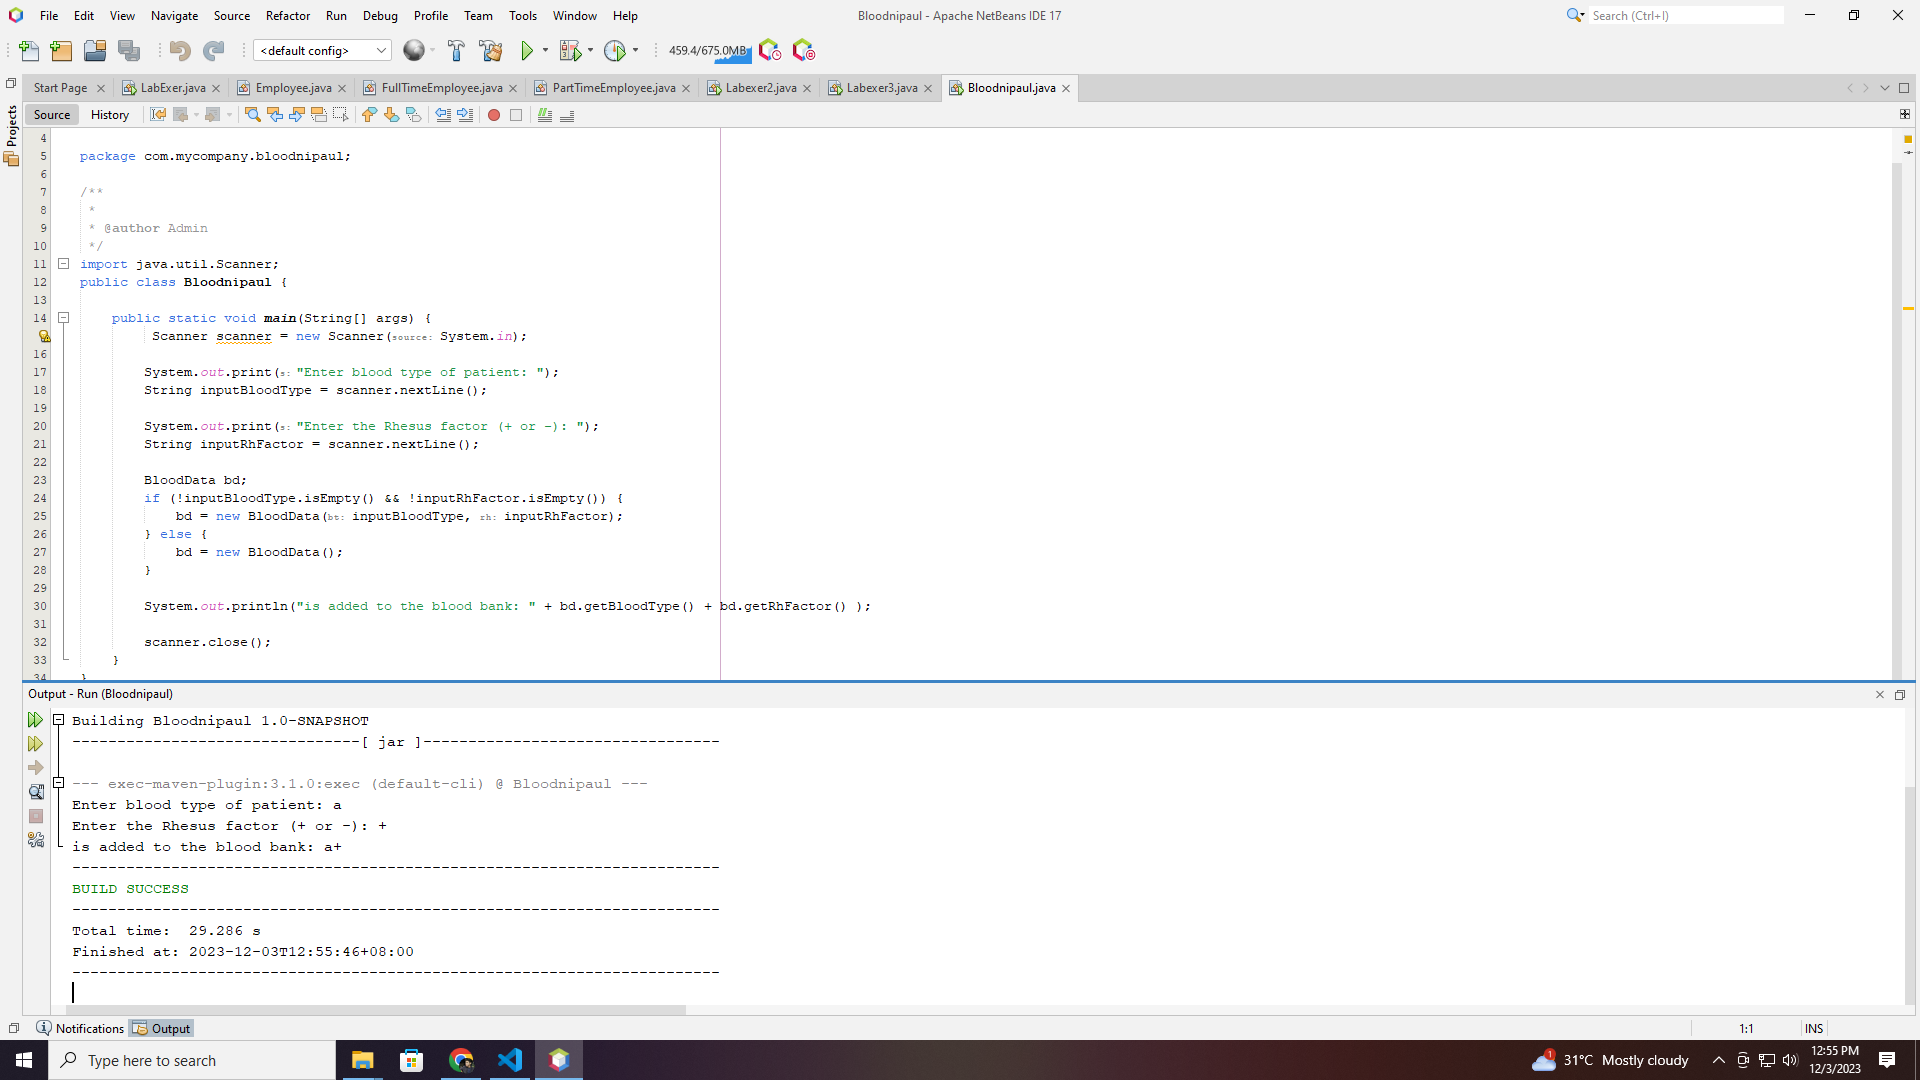 File Edit View Navigate Source Refactor Run Debug Profile Team Tools Window Help
Bloodnipaul - Apache NetBeans IDE 17
Search (Ctrl+I)
<default config>
459.4/675.0MB
Start Page LabExer.java Employee.java FullTimeEmployee.java PartTimeEmployee.java Labexer2.java Labexer3.java Bloodnipaul.java
Projects
Source History
4
5 package com.mycompany.bloodnipaul;
6
7 /**
8 *
9 * @author Admin
10 */
11 import java.util.Scanner;
12 public class Bloodnipaul {
13
14 public static void main(String[] args) {
Scanner scanner = new Scanner(source: System.in);
16
17 System.out.print(s: "Enter blood type of patient: ");
18 String inputBloodType = scanner.nextLine();
19
20 System.out.print(s: "Enter the Rhesus factor (+ or -): ");
21 String inputRhFactor = scanner.nextLine();
22
23 BloodData bd;
24 if (!inputBloodType.isEmpty() && !inputRhFactor.isEmpty()) {
25 bd = new BloodData(bt: inputBloodType, rh: inputRhFactor);
26 } else {
27 bd = new BloodData();
28 }
29
30 System.out.println("is added to the blood bank: " + bd.getBloodType() + bd.getRhFactor() );
31
32 scanner.close();
33 }
34 }
Output - Run (Bloodnipaul)
Building Bloodnipaul 1.0-SNAPSHOT
--------------------------------[ jar ]---------------------------------
--- exec-maven-plugin:3.1.0:exec (default-cli) @ Bloodnipaul ---
Enter blood type of patient: a
Enter the Rhesus factor (+ or -): +
is added to the blood bank: a+
------------------------------------------------------------------------
BUILD SUCCESS
------------------------------------------------------------------------
Total time:  29.286 s
Finished at: 2023-12-03T12:55:46+08:00
------------------------------------------------------------------------
Notifications Output
1:1 INS
Type here to search
1
31°C Mostly cloudy
12:55 PM
12/3/2023